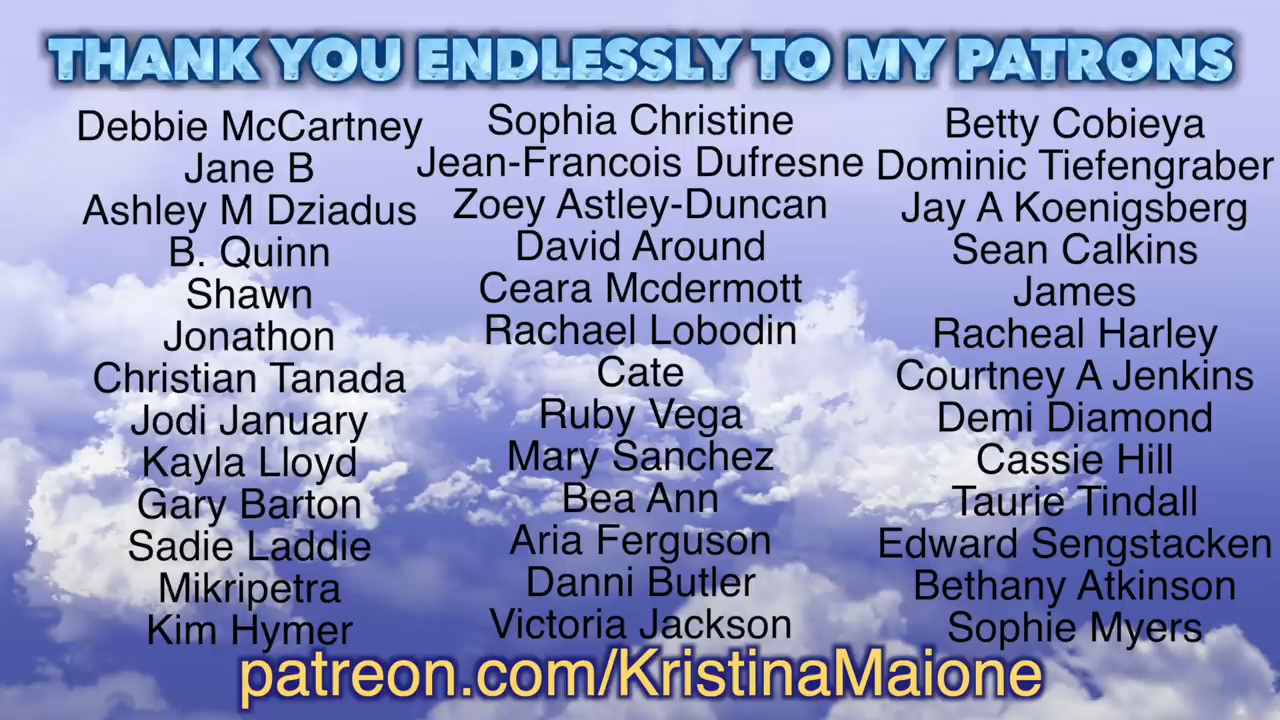 THANK YOU ENDLESSLY TO MY PATRONS
Debbie McCartney
Jane B
Ashley M Dziadus
B. Quinn
Shawn
Jonathon
Christian Tanada
Jodi January
Kayla Lloyd
Gary Barton
Sadie Laddie
Mikripetra
Kim Hymer
Sophia Christine
Jean-Francois Dufresne
Zoey Astley-Duncan
David Around
Ceara Mcdermott
Rachael Lobodin
Cate
Ruby Vega
Mary Sanchez
Bea Ann
Aria Ferguson
Danni Butler
Victoria Jackson
Betty Cobieya
Dominic Tiefengraber
Jay A Koenigsberg
Sean Calkins
James
Racheal Harley
Courtney A Jenkins
Demi Diamond
Cassie Hill
Taurie Tindall
Edward Sengstacken
Bethany Atkinson
Sophie Myers
patreon.com/KristinaMaione